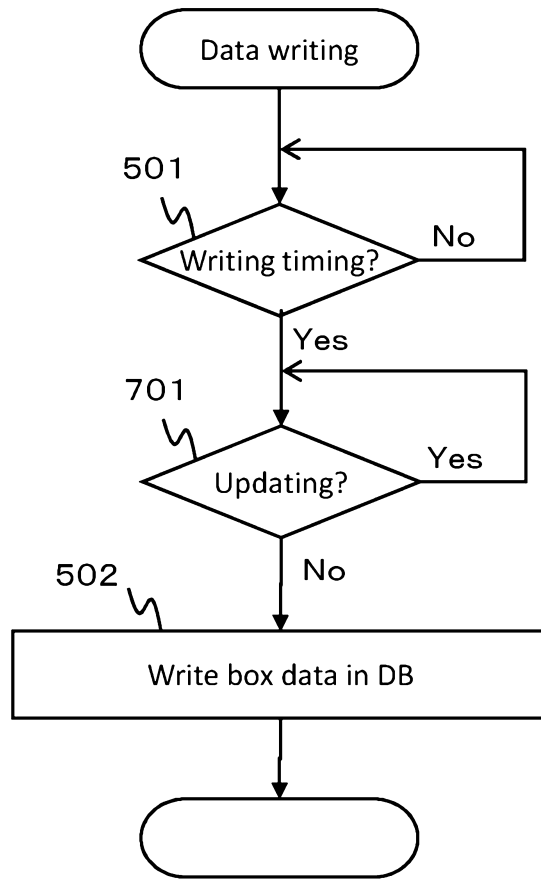 Data writing
501
Writing timing?
No
Yes
701
Updating?
Yes
No
502
Write box data in DB